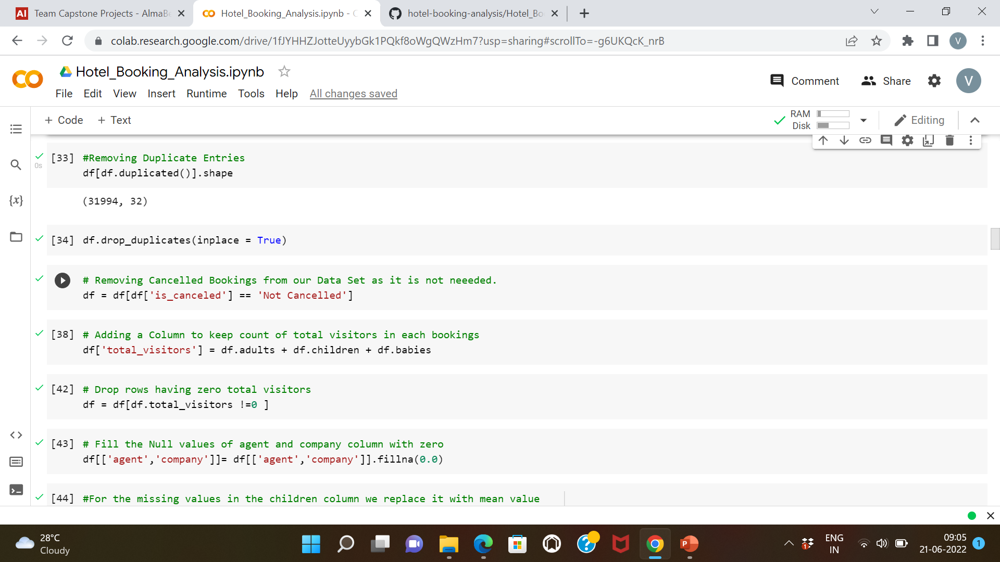 Team Capstone Projects - AlmaBe
Hotel_Booking_Analysis.ipynb - C
hotel-booking-analysis/Hotel_Bo
colab.research.google.com/drive/1fJYHHZJotteUyybGk1PQkf8oWgQWzHm7?usp=sharing#scrollTo=-g6UKQcK_nrB
V
Hotel_Booking_Analysis.ipynb
Comment
Share
V
File Edit View Insert Runtime Tools Help All changes saved
+ Code + Text
RAM
Disk
Editing
[33] #Removing Duplicate Entries
0s
df[df.duplicated()].shape
(31994, 32)
[34] df.drop_duplicates(inplace = True)
# Removing Cancelled Bookings from our Data Set as it is not neeeded.
df = df[df['is_canceled'] == 'Not Cancelled']
[38] # Adding a Column to keep count of total visitors in each bookings
df['total_visitors'] = df.adults + df.children + df.babies
[42] # Drop rows having zero total visitors
df = df[df.total_visitors !=0 ]
[43] # Fill the Null values of agent and company column with zero
df[['agent','company']]= df[['agent','company']].fillna(0.0)
[44] #For the missing values in the children column we replace it with mean value
28°C
Cloudy
ENG
IN
09:05
21-06-2022
1